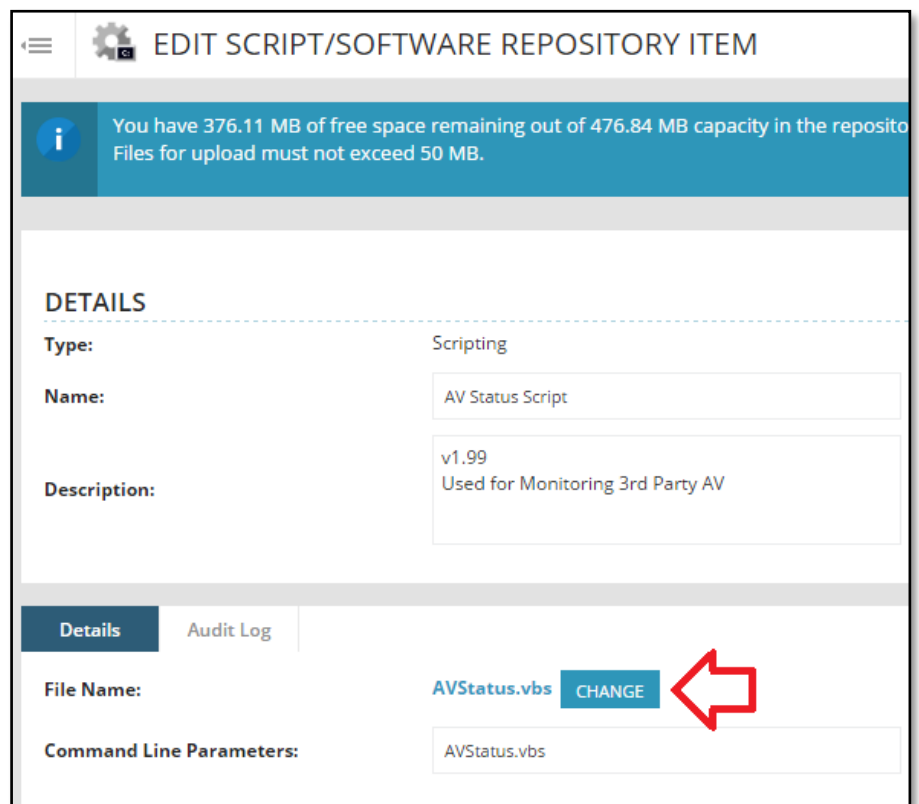 EDIT SCRIPT/SOFTWARE REPOSITORY ITEM
i
You have 376.11 MB of free space remaining out of 476.84 MB capacity in the reposito
Files for upload must not exceed 50 MB.
DETAILS
Type: Scripting
Name: AV Status Script
v1.99
Description: Used for Monitoring 3rd Party AV
Details Audit Log
File Name: AVStatus.vbs CHANGE
Command Line Parameters: AVStatus.vbs